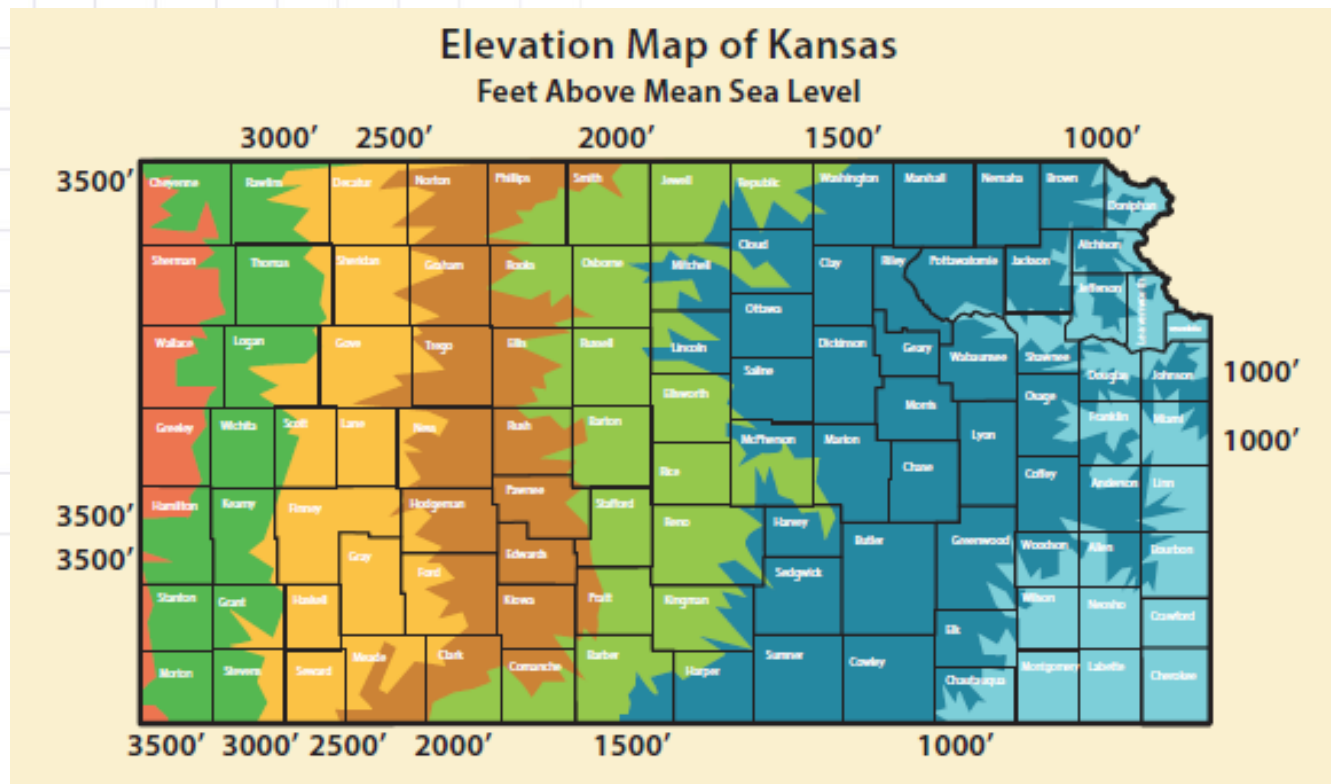 Elevation Map of Kansas
Feet Above Mean Sea Level
3000’ 2500’ 2000’ 1500’ 1000’
3500’
Cheyenne Rawlins Decatur Norton Phillips Smith Jewell Republic Washington Marshall Nemaha Brown
Doniphan
Cloud
Atchison
Sherman Thomas Sheridan Graham Rooks Osborne Mitchell Clay Riley Pottawatomie Jackson
Jefferson Leavenworth
Ottawa
Wallace Logan Gove Trego Ellis Russell Lincoln Dickinson Geary Wabaunsee Shawnee
Saline
Douglas Johnson
1000’
Ellsworth
Morris Osage
Greeley Wichita Scott Lane Ness Rush Barton McPherson Marion Lyon Franklin Miami
1000’
Rice
Chase Coffey
Anderson Linn
Pawnee
Hamilton Kearny Finney Hodgeman Stafford
3500’
Reno Harvey
Butler Greenwood Woodson Allen Bourbon
3500’
Gray Edwards
Ford Sedgwick
Stanton Grant Haskell Kiowa Pratt Kingman Wilson Neosho
Crawford
Elk
Meade Clark Barber Sumner Cowley
Morton Stevens Seward Comanche Harper Chautauqua Montgomery Labette Cherokee
3500’ 3000’ 2500’ 2000’ 1500’ 1000’